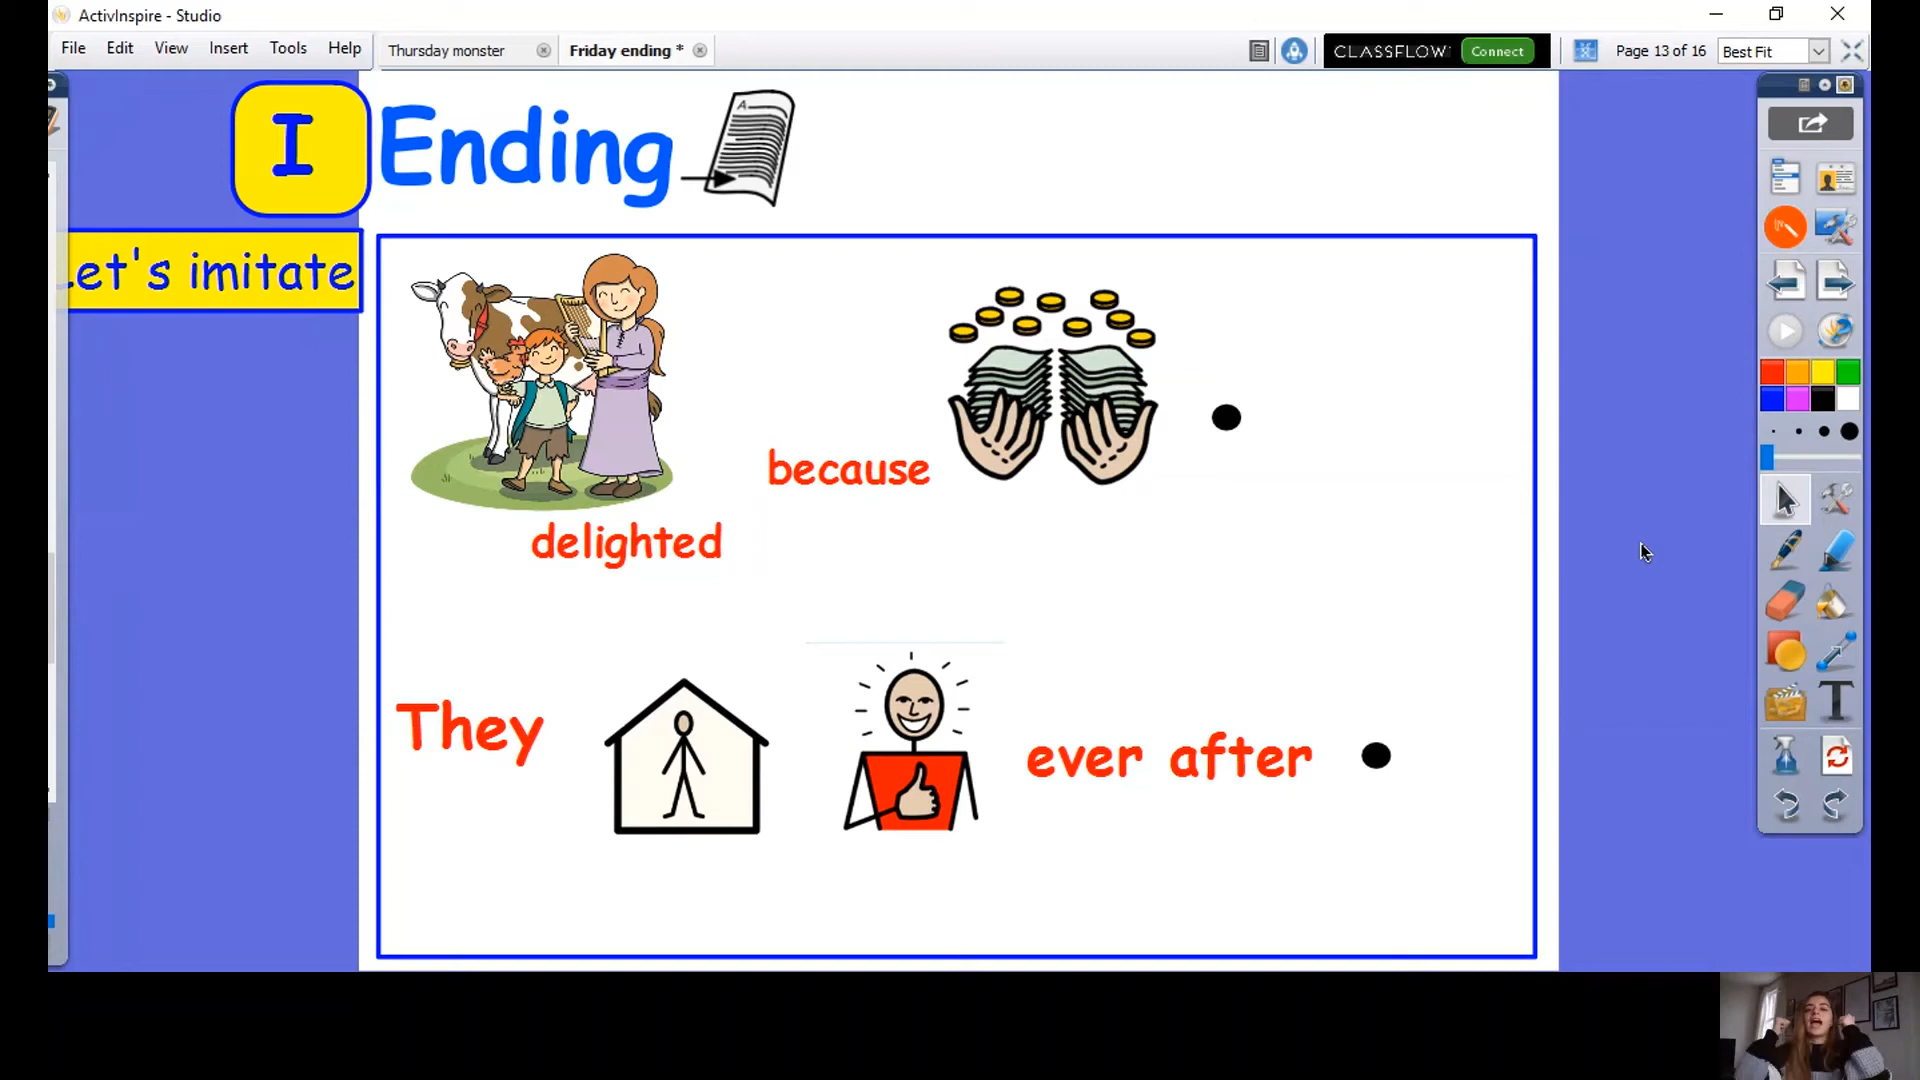 ActivInspire - Studio
File Edit View Insert Tools Help
Thursday monster
Friday ending *
CLASSFLOW
Connect
Page 13 of 16
Best Fit
I
Ending
A
Let's imitate
because
delighted
They
ever after
T